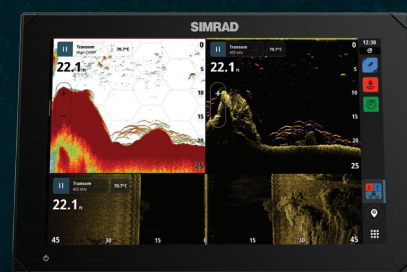 SIMRAD
Transom
High CHIRP
70.7°C
22.1 ft
0
5
10
15
20
25
Transom
455 kHz
70.7°C
22.1 ft
0
5
10
15
20
25
12:30
Transom
455 kHz
70.7°C
22.1 ft
45
30
15
0
15
30
45